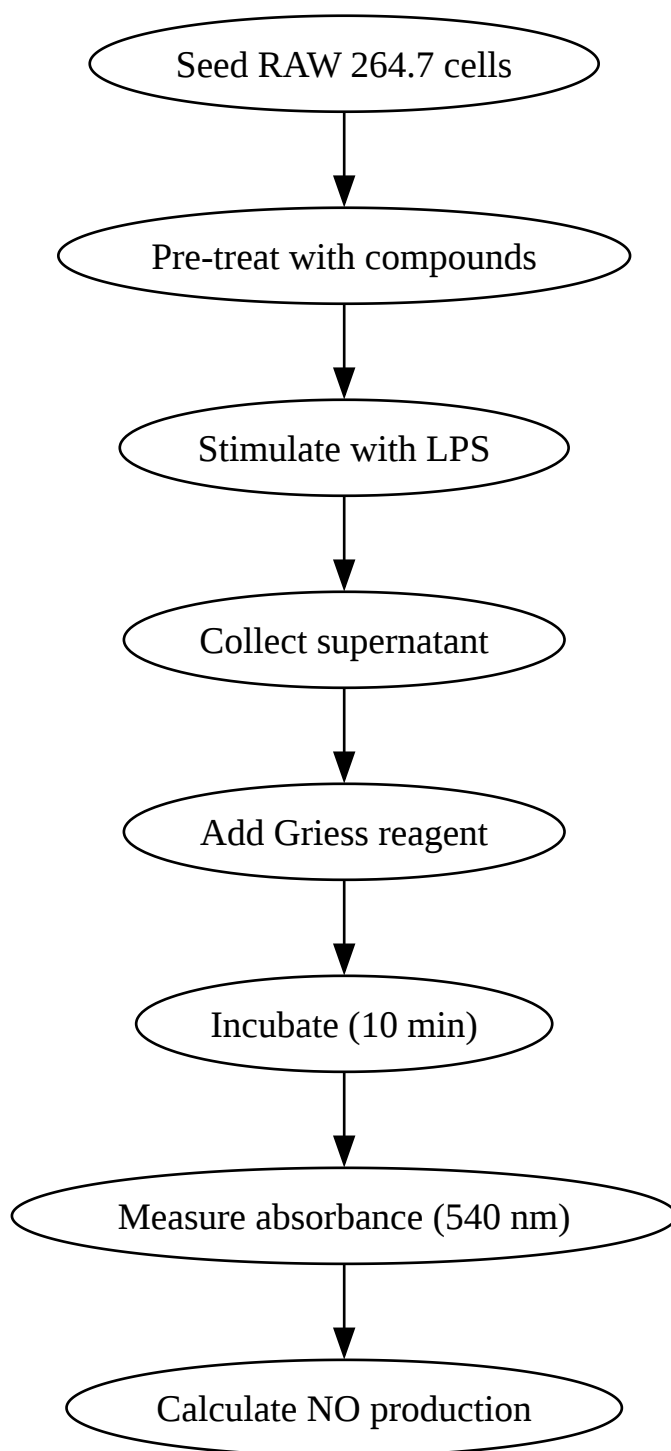 Seed RAW 264.7 cells
Pre-treat with compounds
Stimulate with LPS
Collect supernatant
Add Griess reagent
Incubate (10 min)
Measure absorbance (540 nm)
Calculate NO production